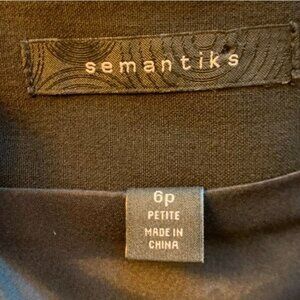 semantiks
6p
PETITE
MADE IN
CHINA